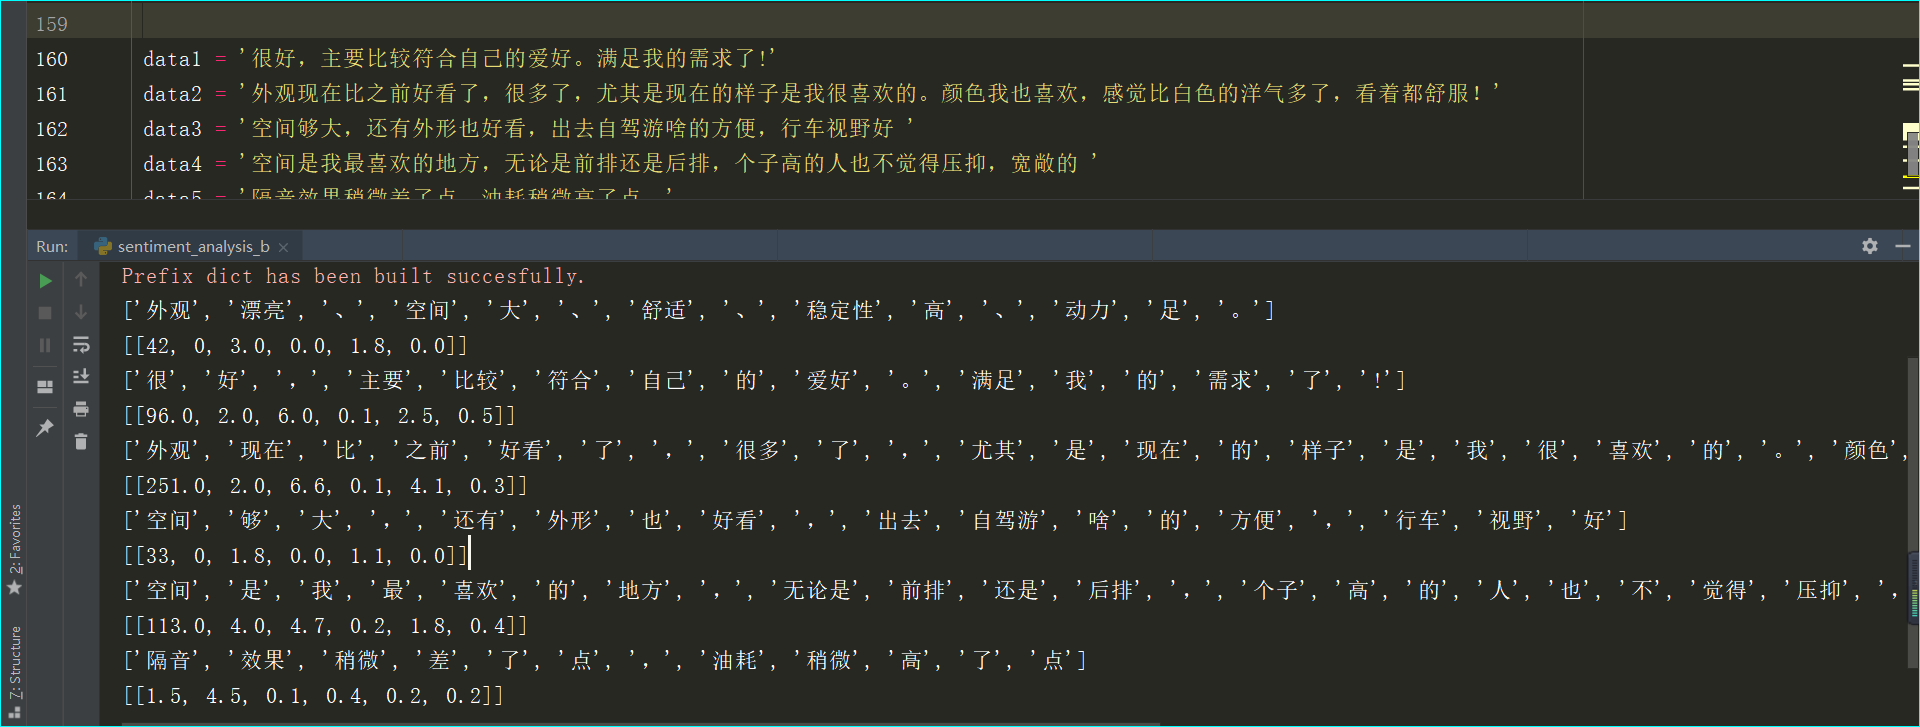 159
160 data1 = '很好，主要比较符合自己的爱好。满足我的需求了!'
161 data2 = '外观现在比之前好看了，很多了，尤其是现在的样子是我很喜欢的。颜色我也喜欢，感觉比白色的洋气多了，看着都舒服！'
162 data3 = '空间够大，还有外形也好看，出去自驾游啥的方便，行车视野好 '
163 data4 = '空间是我最喜欢的地方，无论是前排还是后排，个子高的人也不觉得压抑，宽敞的 '
164 data5 = '隔音效果稍微差了点，油耗稍微高了点 '
Run: sentiment_analysis_b
Prefix dict has been built succesfully.
['外观', '漂亮', '、', '空间', '大', '、', '舒适', '、', '稳定性', '高', '、', '动力', '足', '。']
[[42, 0, 3.0, 0.0, 1.8, 0.0]]
['很', '好', '，', '主要', '比较', '符合', '自己', '的', '爱好', '。', '满足', '我', '的', '需求', '了', '!']
[[96.0, 2.0, 6.0, 0.1, 2.5, 0.5]]
['外观', '现在', '比', '之前', '好看', '了', '，', '很多', '了', '，', '尤其', '是', '现在', '的', '样子', '是', '我', '很', '喜欢', '的', '。', '颜色',
[[251.0, 2.0, 6.6, 0.1, 4.1, 0.3]]
['空间', '够', '大', '，', '还有', '外形', '也', '好看', '，', '出去', '自驾游', '啥', '的', '方便', '，', '行车', '视野', '好']
[[33, 0, 1.8, 0.0, 1.1, 0.0]]
['空间', '是', '我', '最', '喜欢', '的', '地方', '，', '无论是', '前排', '还是', '后排', '，', '个子', '高', '的', '人', '也', '不', '觉得', '压抑', '，
[[113.0, 4.0, 4.7, 0.2, 1.8, 0.4]]
['隔音', '效果', '稍微', '差', '了', '点', '，', '油耗', '稍微', '高', '了', '点']
[[1.5, 4.5, 0.1, 0.4, 0.2, 0.2]]
2: Favorites
7: Structure